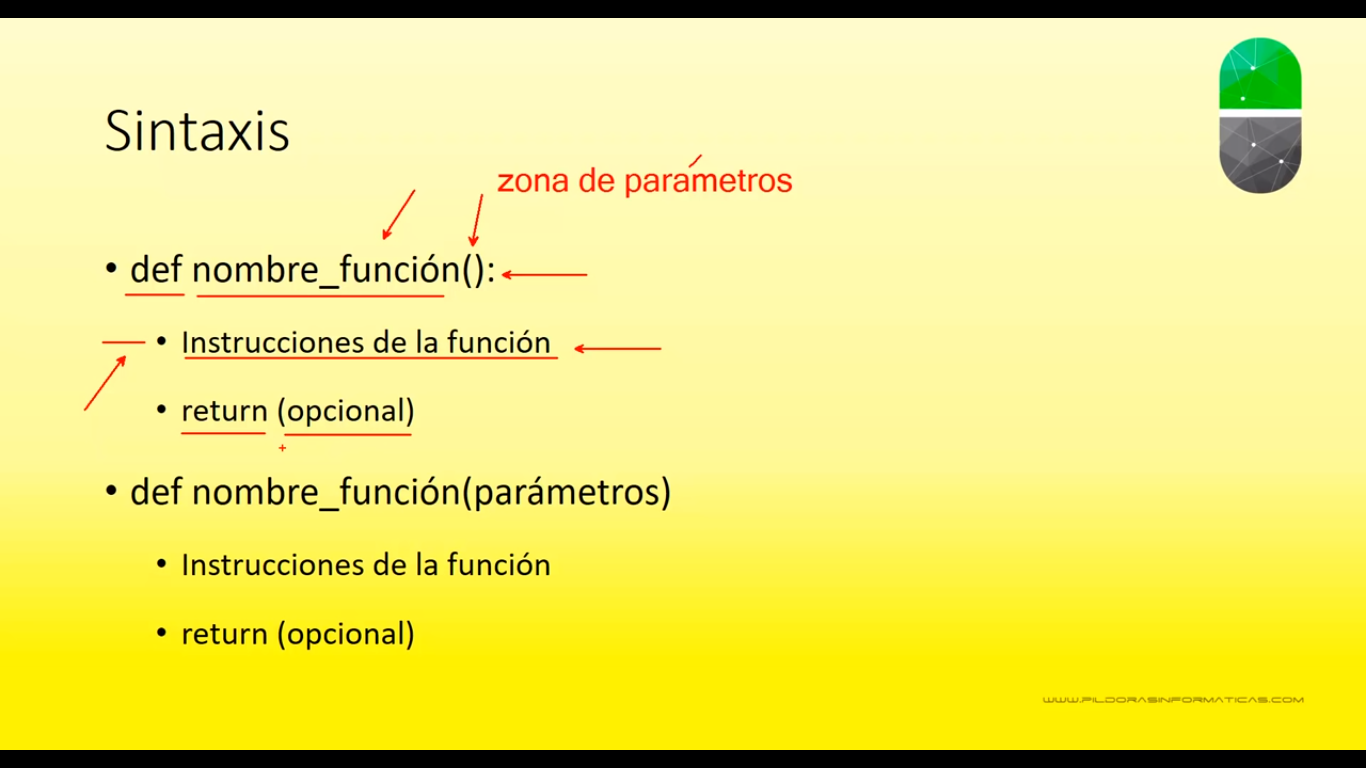 Sintaxis
zona de parámetros
• def nombre_función():
• Instrucciones de la función
• return (opcional)
• def nombre_función(parámetros)
• Instrucciones de la función
• return (opcional)
WWW.PILDORASINFORMATICAS.COM